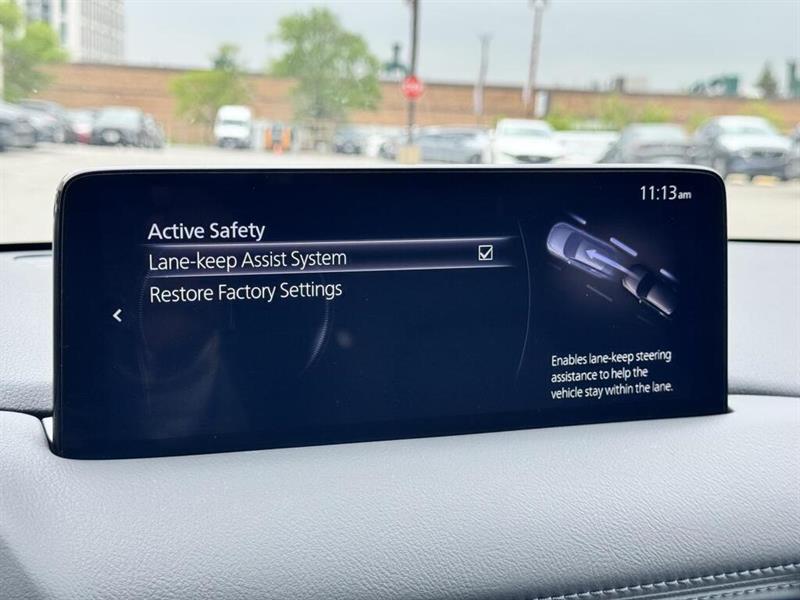 11:13am
Active Safety
Lane-keep Assist System
Restore Factory Settings
Enables lane-keep steering
assistance to help the
vehicle stay within the lane.